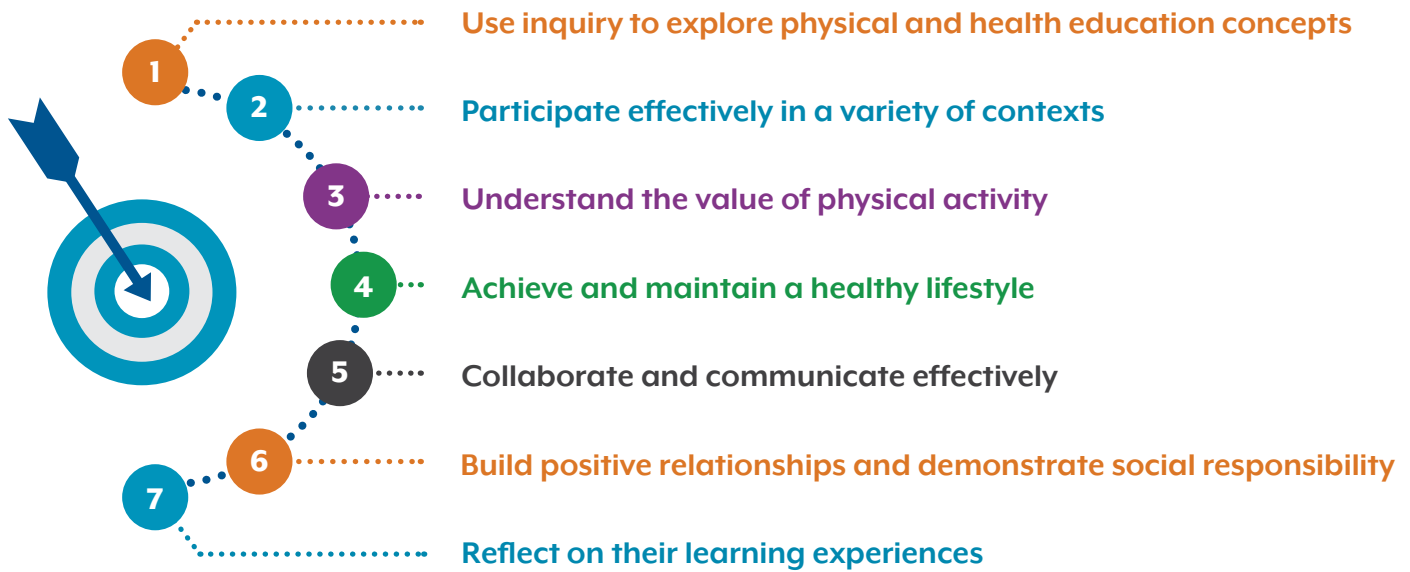 1 Use inquiry to explore physical and health education concepts
2 Participate effectively in a variety of contexts
3 Understand the value of physical activity
4 Achieve and maintain a healthy lifestyle
5 Collaborate and communicate effectively
6 Build positive relationships and demonstrate social responsibility
7 Reflect on their learning experiences